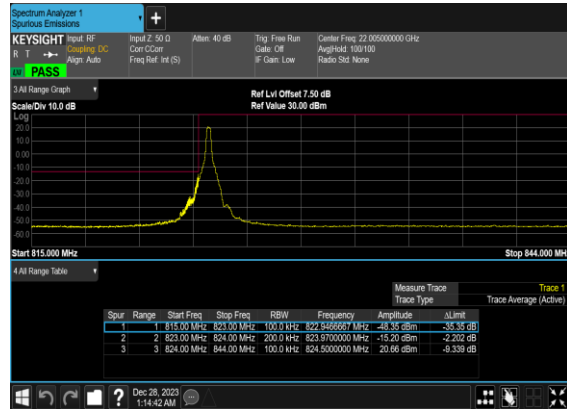 Spectrum Analyzer 1
Spurious Emissions
+
KEYSIGHT Input: RF Input Z: 50 Ω Atten: 40 dB Trig: Free Run Center Freq: 22.005000000 GHz
R T Coupling: DC Corr CCorr Gate: Off Avg|Hold: 100/100
Align: Auto Freq Ref: Int (S) IF Gain: Low Radio Std: None
PASS
3 All Range Graph
Ref Lvl Offset 7.50 dB
Scale/Div 10.0 dB Ref Value 30.00 dBm
Log
20.0
10.0
0.00
-10.0
-20.0
-30.0
-40.0
-50.0
-60.0
Start 815.000 MHz Stop 844.000 MH
4 All Range Table
Measure Trace Trace 1
Trace Type Trace Average (Active)
Spur Range Start Freq Stop Freq RBW Frequency Amplitude ΔLimit
1 1 815.00 MHz 823.00 MHz 100.0 kHz 822.9466667 MHz -48.35 dBm -35.35 dB
2 2 823.00 MHz 824.00 MHz 200.0 kHz 823.9700000 MHz -15.20 dBm -2.202 dB
3 3 824.00 MHz 844.00 MHz 100.0 kHz 824.5000000 MHz 20.66 dBm -9.339 dB
? Dec 28, 2023
1:14:42 AM